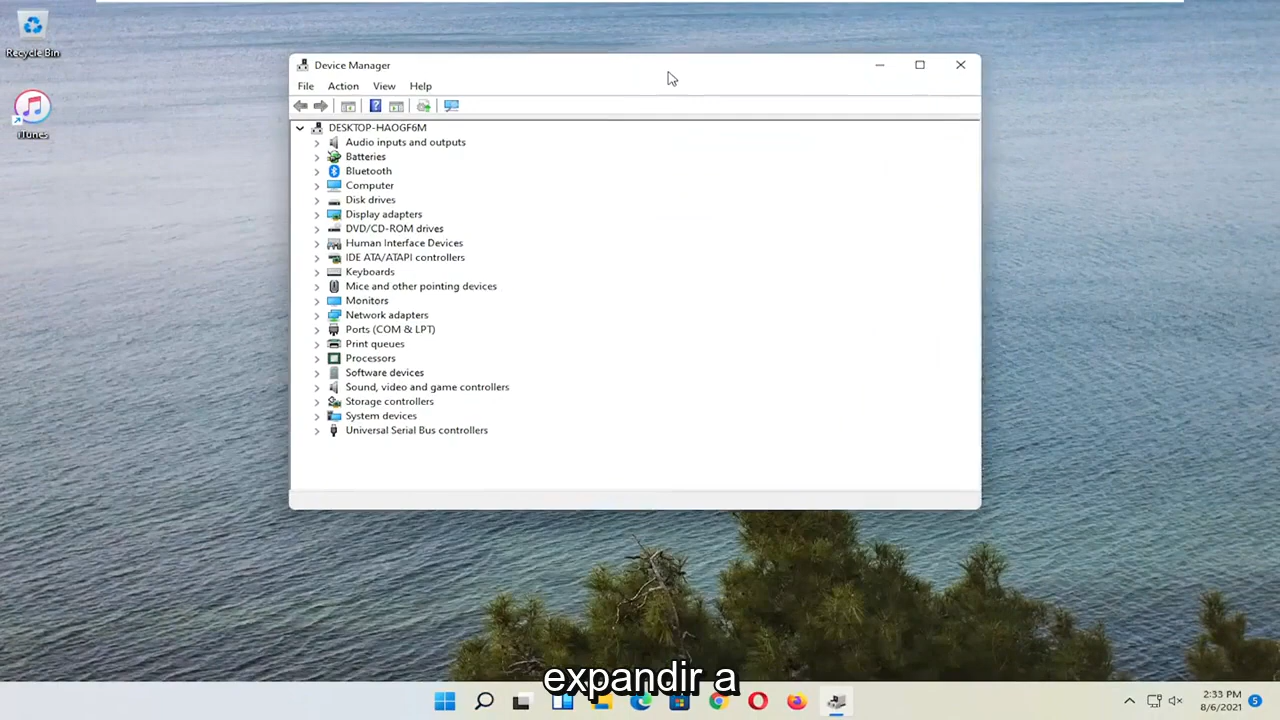 Recycle Bin
iTunes
Device Manager
File Action View Help
DESKTOP-HAOGF6M
Audio inputs and outputs
Batteries
Bluetooth
Computer
Disk drives
Display adapters
DVD/CD-ROM drives
Human Interface Devices
IDE ATA/ATAPI controllers
Keyboards
Mice and other pointing devices
Monitors
Network adapters
Ports (COM & LPT)
Print queues
Processors
Software devices
Sound, video and game controllers
Storage controllers
System devices
Universal Serial Bus controllers
expandir a
2:33 PM
8/6/2021
5